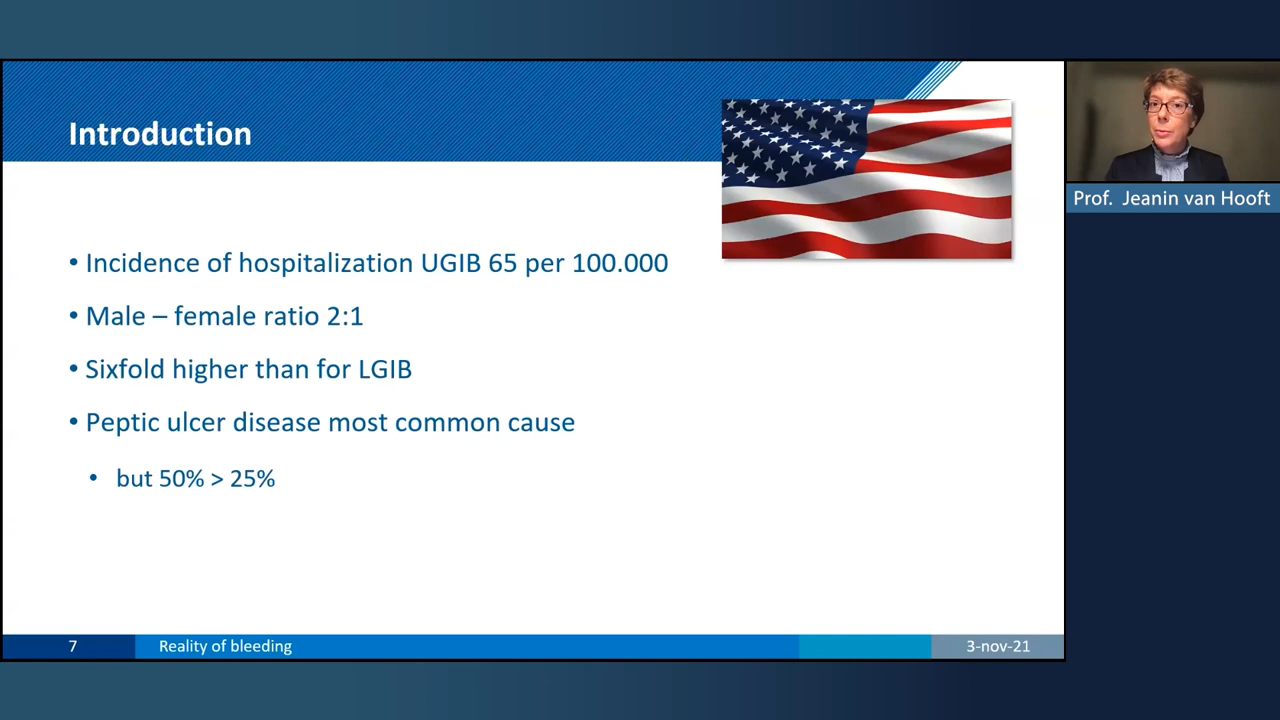 Introduction
• Incidence of hospitalization UGIB 65 per 100.000
• Male – female ratio 2:1
• Sixfold higher than for LGIB
• Peptic ulcer disease most common cause
• but 50% > 25%
7 Reality of bleeding 3-nov-21
Prof. Jeanin van Hooft